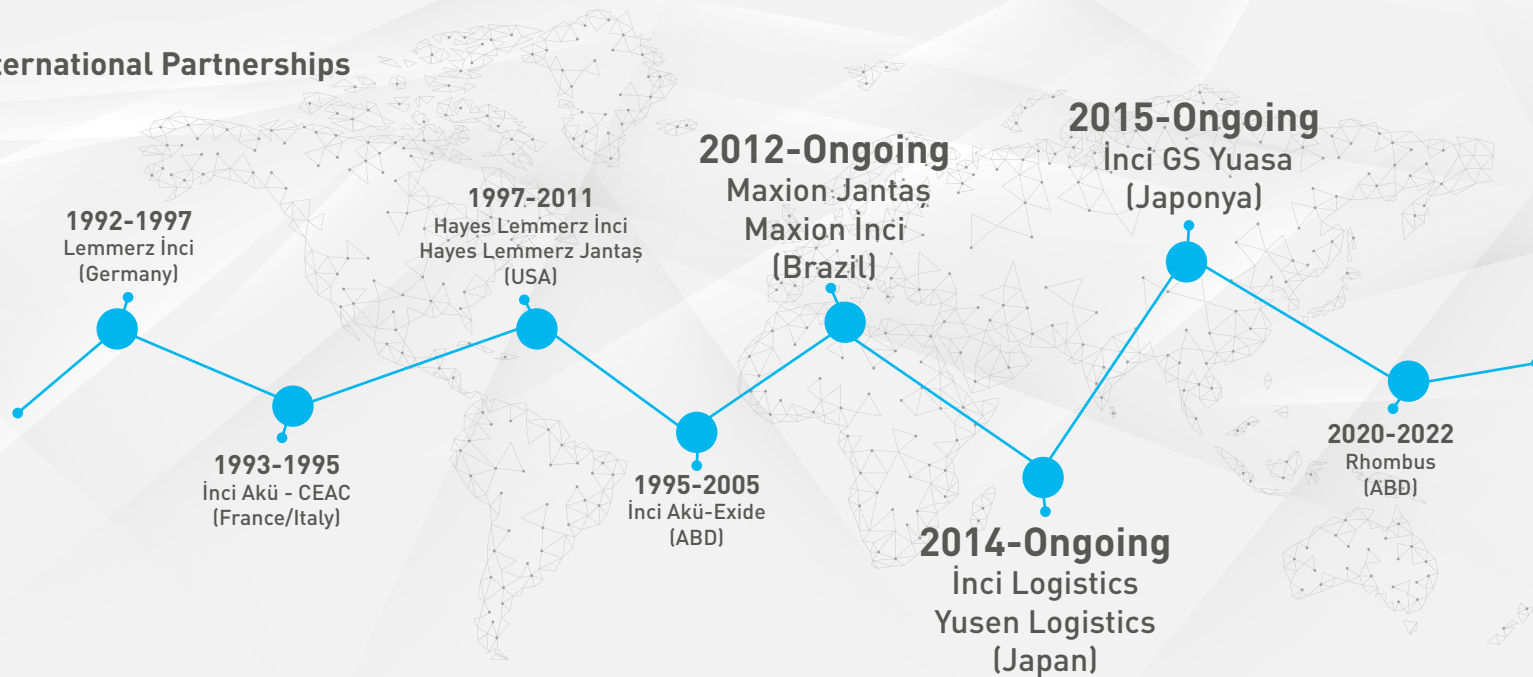 ternational Partnerships
1992-1997
Lemmerz İnci
(Germany)
1993-1995
İnci Akü - CEAC
(France/Italy)
1997-2011
Hayes Lemmerz İnci
Hayes Lemmerz Jantaş
(USA)
1995-2005
İnci Akü-Exide
(ABD)
2012-Ongoing
Maxion Jantaş
Maxion İnci
(Brazil)
2014-Ongoing
İnci Logistics
Yusen Logistics
(Japan)
2015-Ongoing
İnci GS Yuasa
(Japonya)
2020-2022
Rhombus
(ABD)